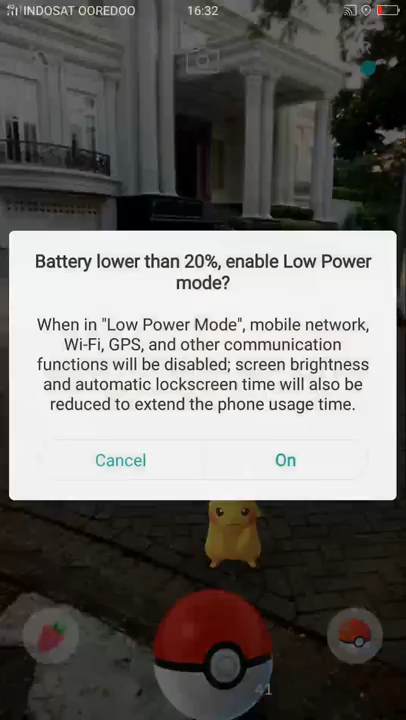 INDOSAT OOREDOO
16:32
Battery lower than 20%, enable Low Power
mode?
When in "Low Power Mode", mobile network,
Wi-Fi, GPS, and other communication
functions will be disabled; screen brightness
and automatic lockscreen time will also be
reduced to extend the phone usage time.
Cancel
On
41